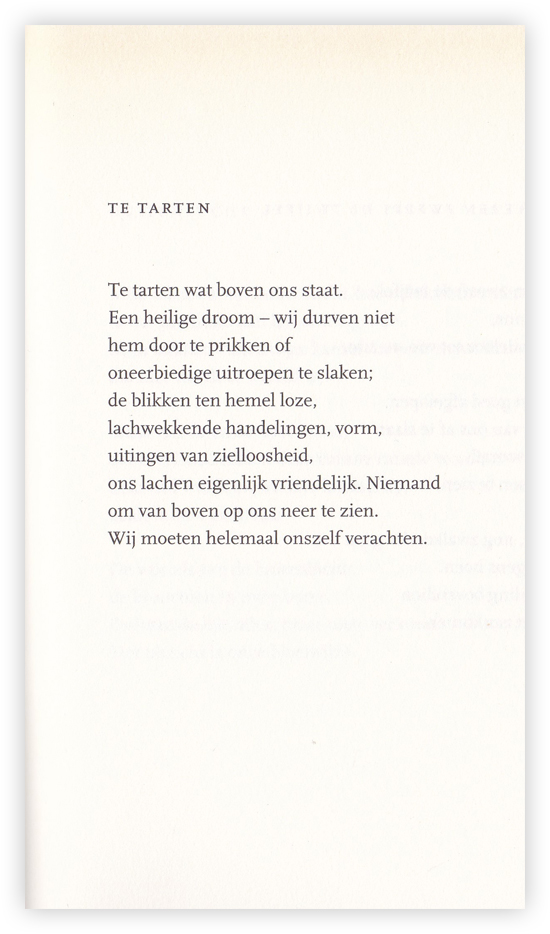 TE TARTEN
Te tarten wat boven ons staat.
Een heilige droom – wij durven niet
hem door te prikken of
oneerbiedige uitroepen te slaken;
de blikken ten hemel loze,
lachwekkende handelingen, vorm,
uitingen van zielloosheid,
ons lachen eigenlijk vriendelijk. Niemand
om van boven op ons neer te zien.
Wij moeten helemaal onszelf verachten.